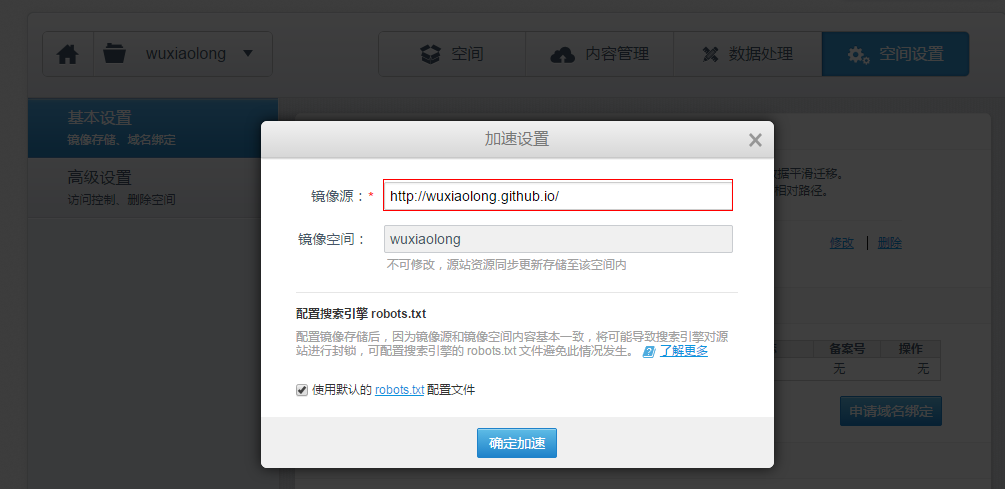 wuxiaolong
空间
内容管理
数据处理
空间设置
基本设置
镜像存储、域名绑定
高级设置
访问控制、删除空间
据平滑迁移。
相对路径。
修改 | 删除
备案号 操作
无 无
申请域名绑定
加速设置
镜像源：* http://wuxiaolong.github.io/
镜像空间： wuxiaolong
不可修改，源站资源同步更新存储至该空间内
配置搜索引擎 robots.txt
配置镜像存储后，因为镜像源和镜像空间内容基本一致，将可能导致搜索引擎对源
站进行封锁，可配置搜索引擎的 robots.txt 文件避免此情况发生。 了解更多
使用默认的 robots.txt 配置文件
确定加速